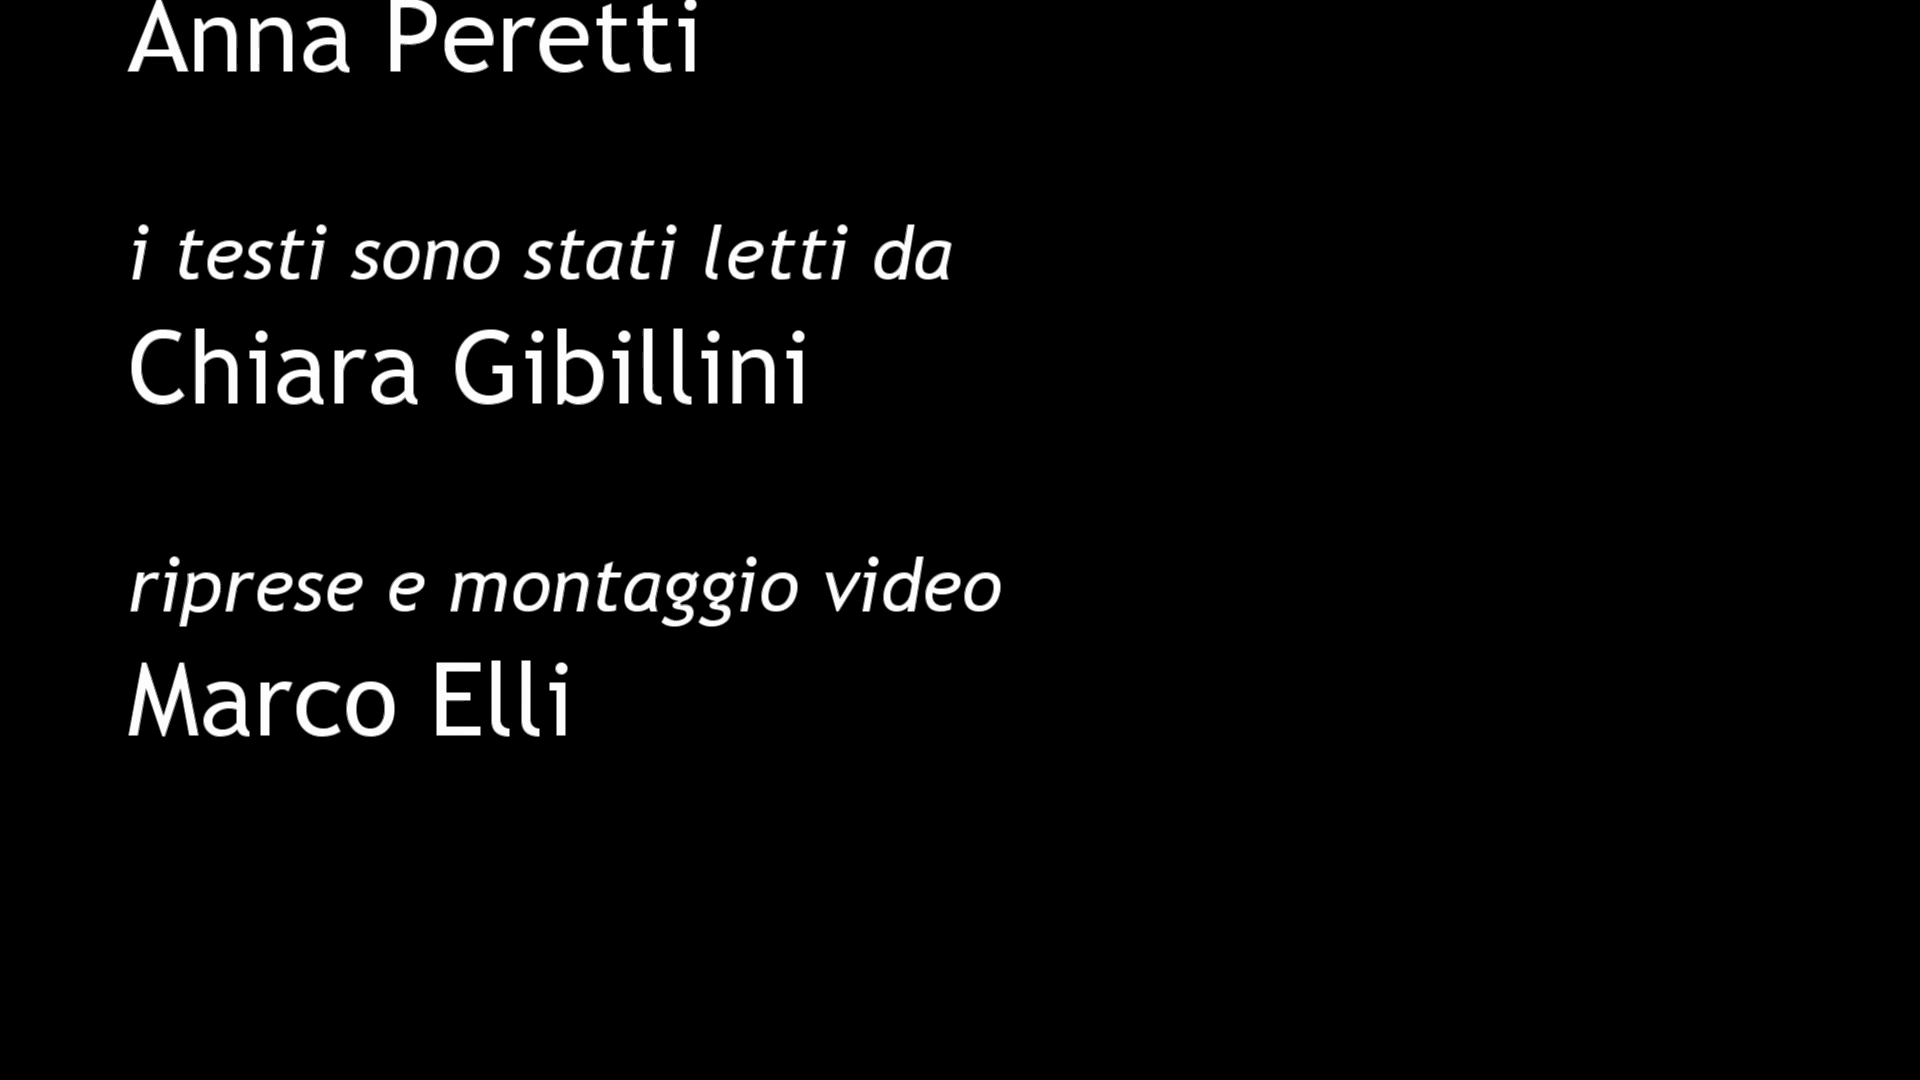 Anna Peretti
i testi sono stati letti da
Chiara Gibillini
riprese e montaggio video
Marco Elli